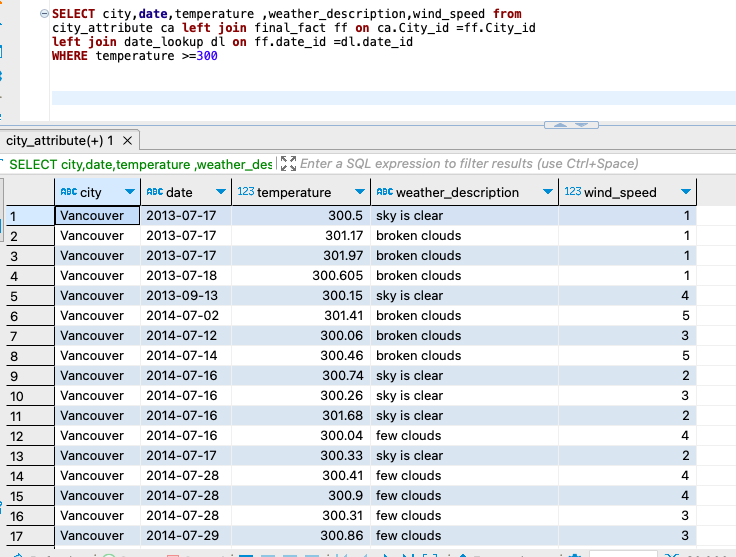 SELECT city,date,temperature ,weather_description,wind_speed from
city_attribute ca left join final_fact ff on ca.City_id =ff.City_id
left join date_lookup dl on ff.date_id =dl.date_id
WHERE temperature >=300
city_attribute(+) 1
SELECT city,date,temperature ,weather_des Enter a SQL expression to filter results (use Ctrl+Space)
ABC city ABC date 123 temperature ABC weather_description 123 wind_speed
1 Vancouver 2013-07-17 300.5 sky is clear 1
2 Vancouver 2013-07-17 301.17 broken clouds 1
3 Vancouver 2013-07-17 301.97 broken clouds 1
4 Vancouver 2013-07-18 300.605 broken clouds 1
5 Vancouver 2013-09-13 300.15 sky is clear 4
6 Vancouver 2014-07-02 301.41 broken clouds 5
7 Vancouver 2014-07-12 300.06 broken clouds 3
8 Vancouver 2014-07-14 300.46 broken clouds 5
9 Vancouver 2014-07-16 300.74 sky is clear 2
10 Vancouver 2014-07-16 300.26 sky is clear 3
11 Vancouver 2014-07-16 301.68 sky is clear 2
12 Vancouver 2014-07-16 300.04 few clouds 4
13 Vancouver 2014-07-17 300.33 sky is clear 2
14 Vancouver 2014-07-28 300.41 few clouds 4
15 Vancouver 2014-07-28 300.9 few clouds 4
16 Vancouver 2014-07-28 300.31 few clouds 3
17 Vancouver 2014-07-29 300.86 few clouds 3